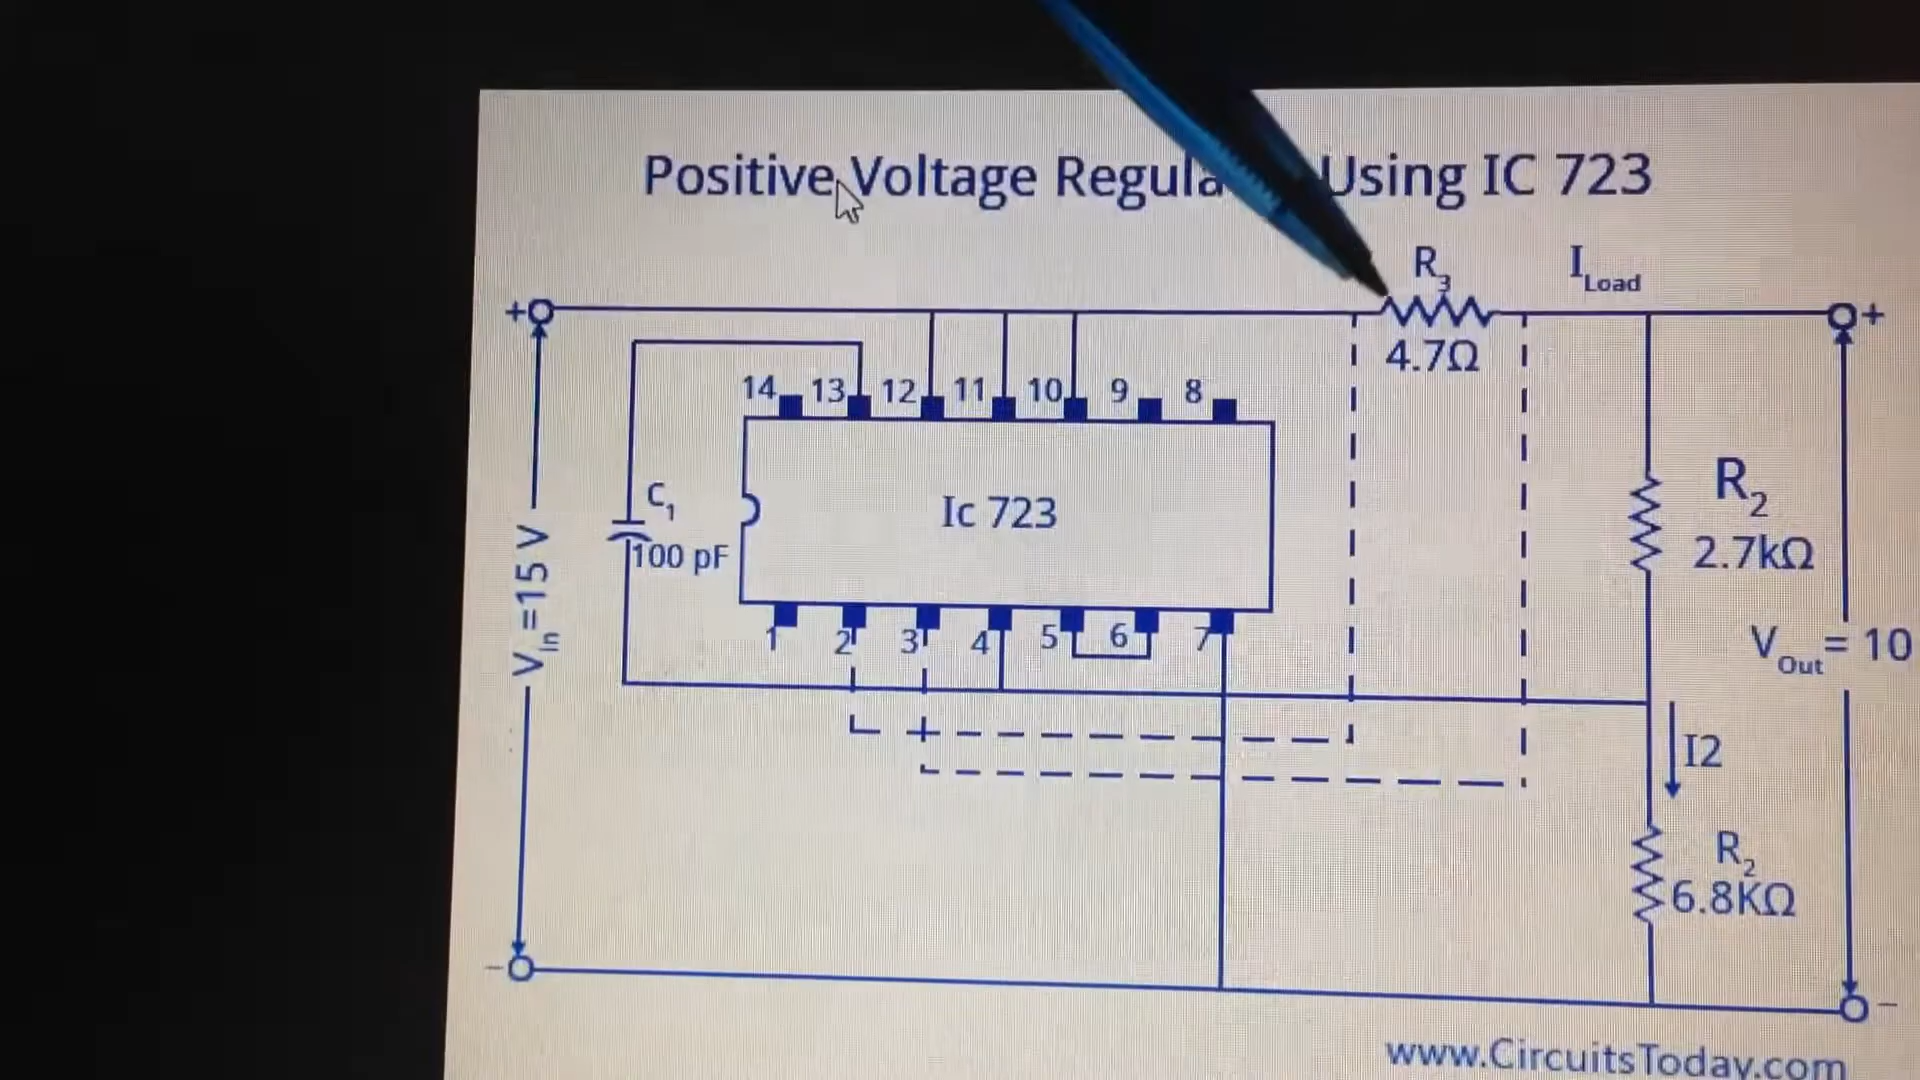 Positive Voltage Regula Using IC 723
R3 ILoad
+ +
4.7Ω
14 13 12 11 10 9 8
C1
100 pF
Ic 723
R2
2.7kΩ
Vin=15 V
1 2 3 4 5 6 7
VOut= 10
I2
R2
6.8KΩ
− −
www.CircuitsToday.com